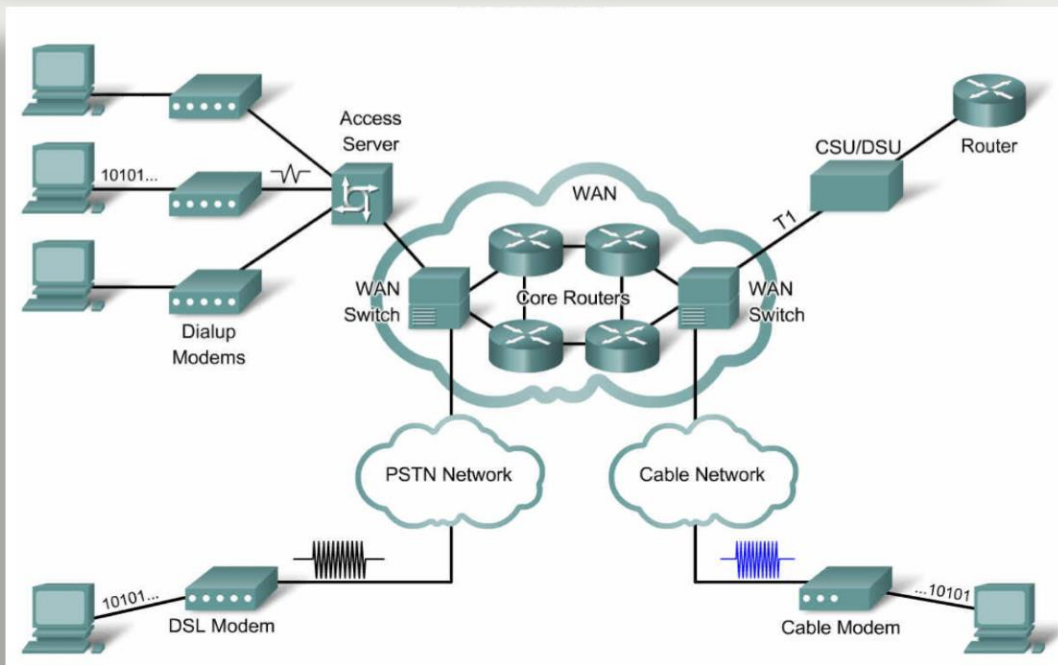 Access
Server
CSU/DSU
Router
10101...
WAN
T1
WAN
Switch
Core Routers
WAN
Switch
Dialup
Modems
PSTN Network
Cable Network
10101...
DSL Modem
...10101
Cable Modem